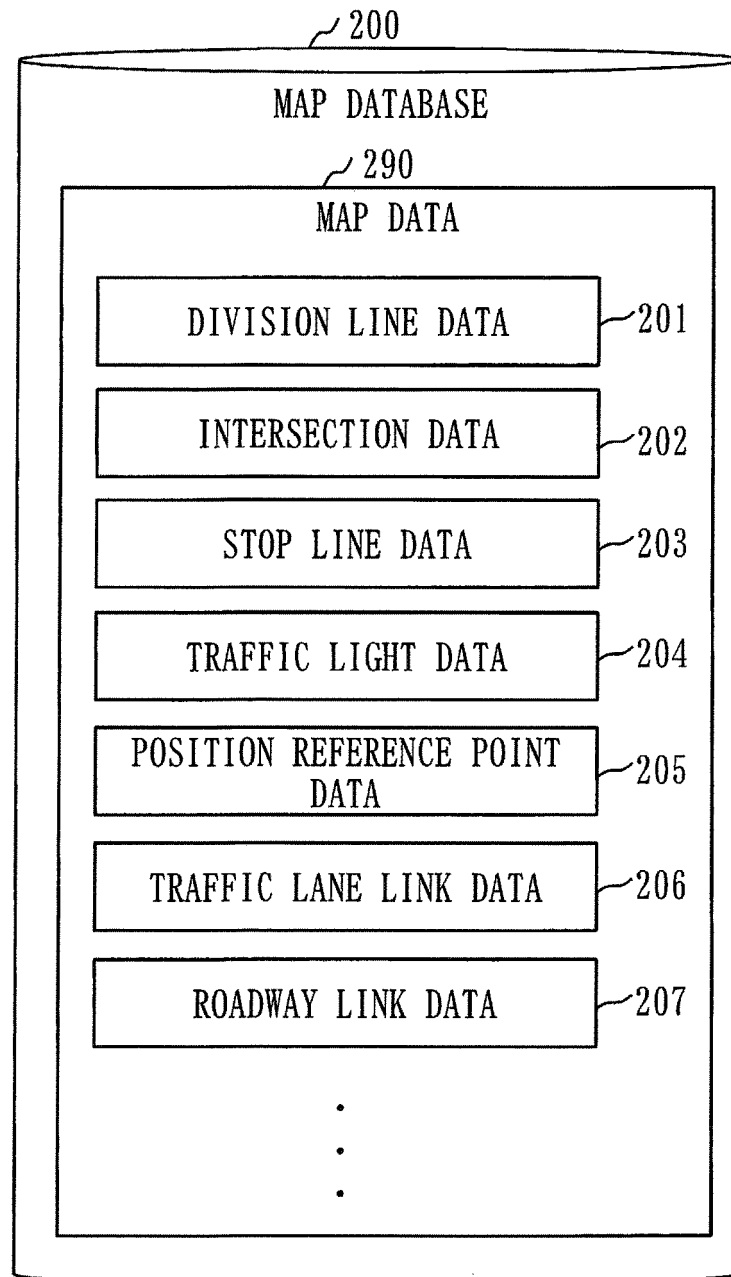 200
MAP DATABASE
290
MAP DATA
DIVISION LINE DATA
201
INTERSECTION DATA
202
STOP LINE DATA
203
TRAFFIC LIGHT DATA
204
POSITION REFERENCE POINT
DATA
205
TRAFFIC LANE LINK DATA
206
ROADWAY LINK DATA
207